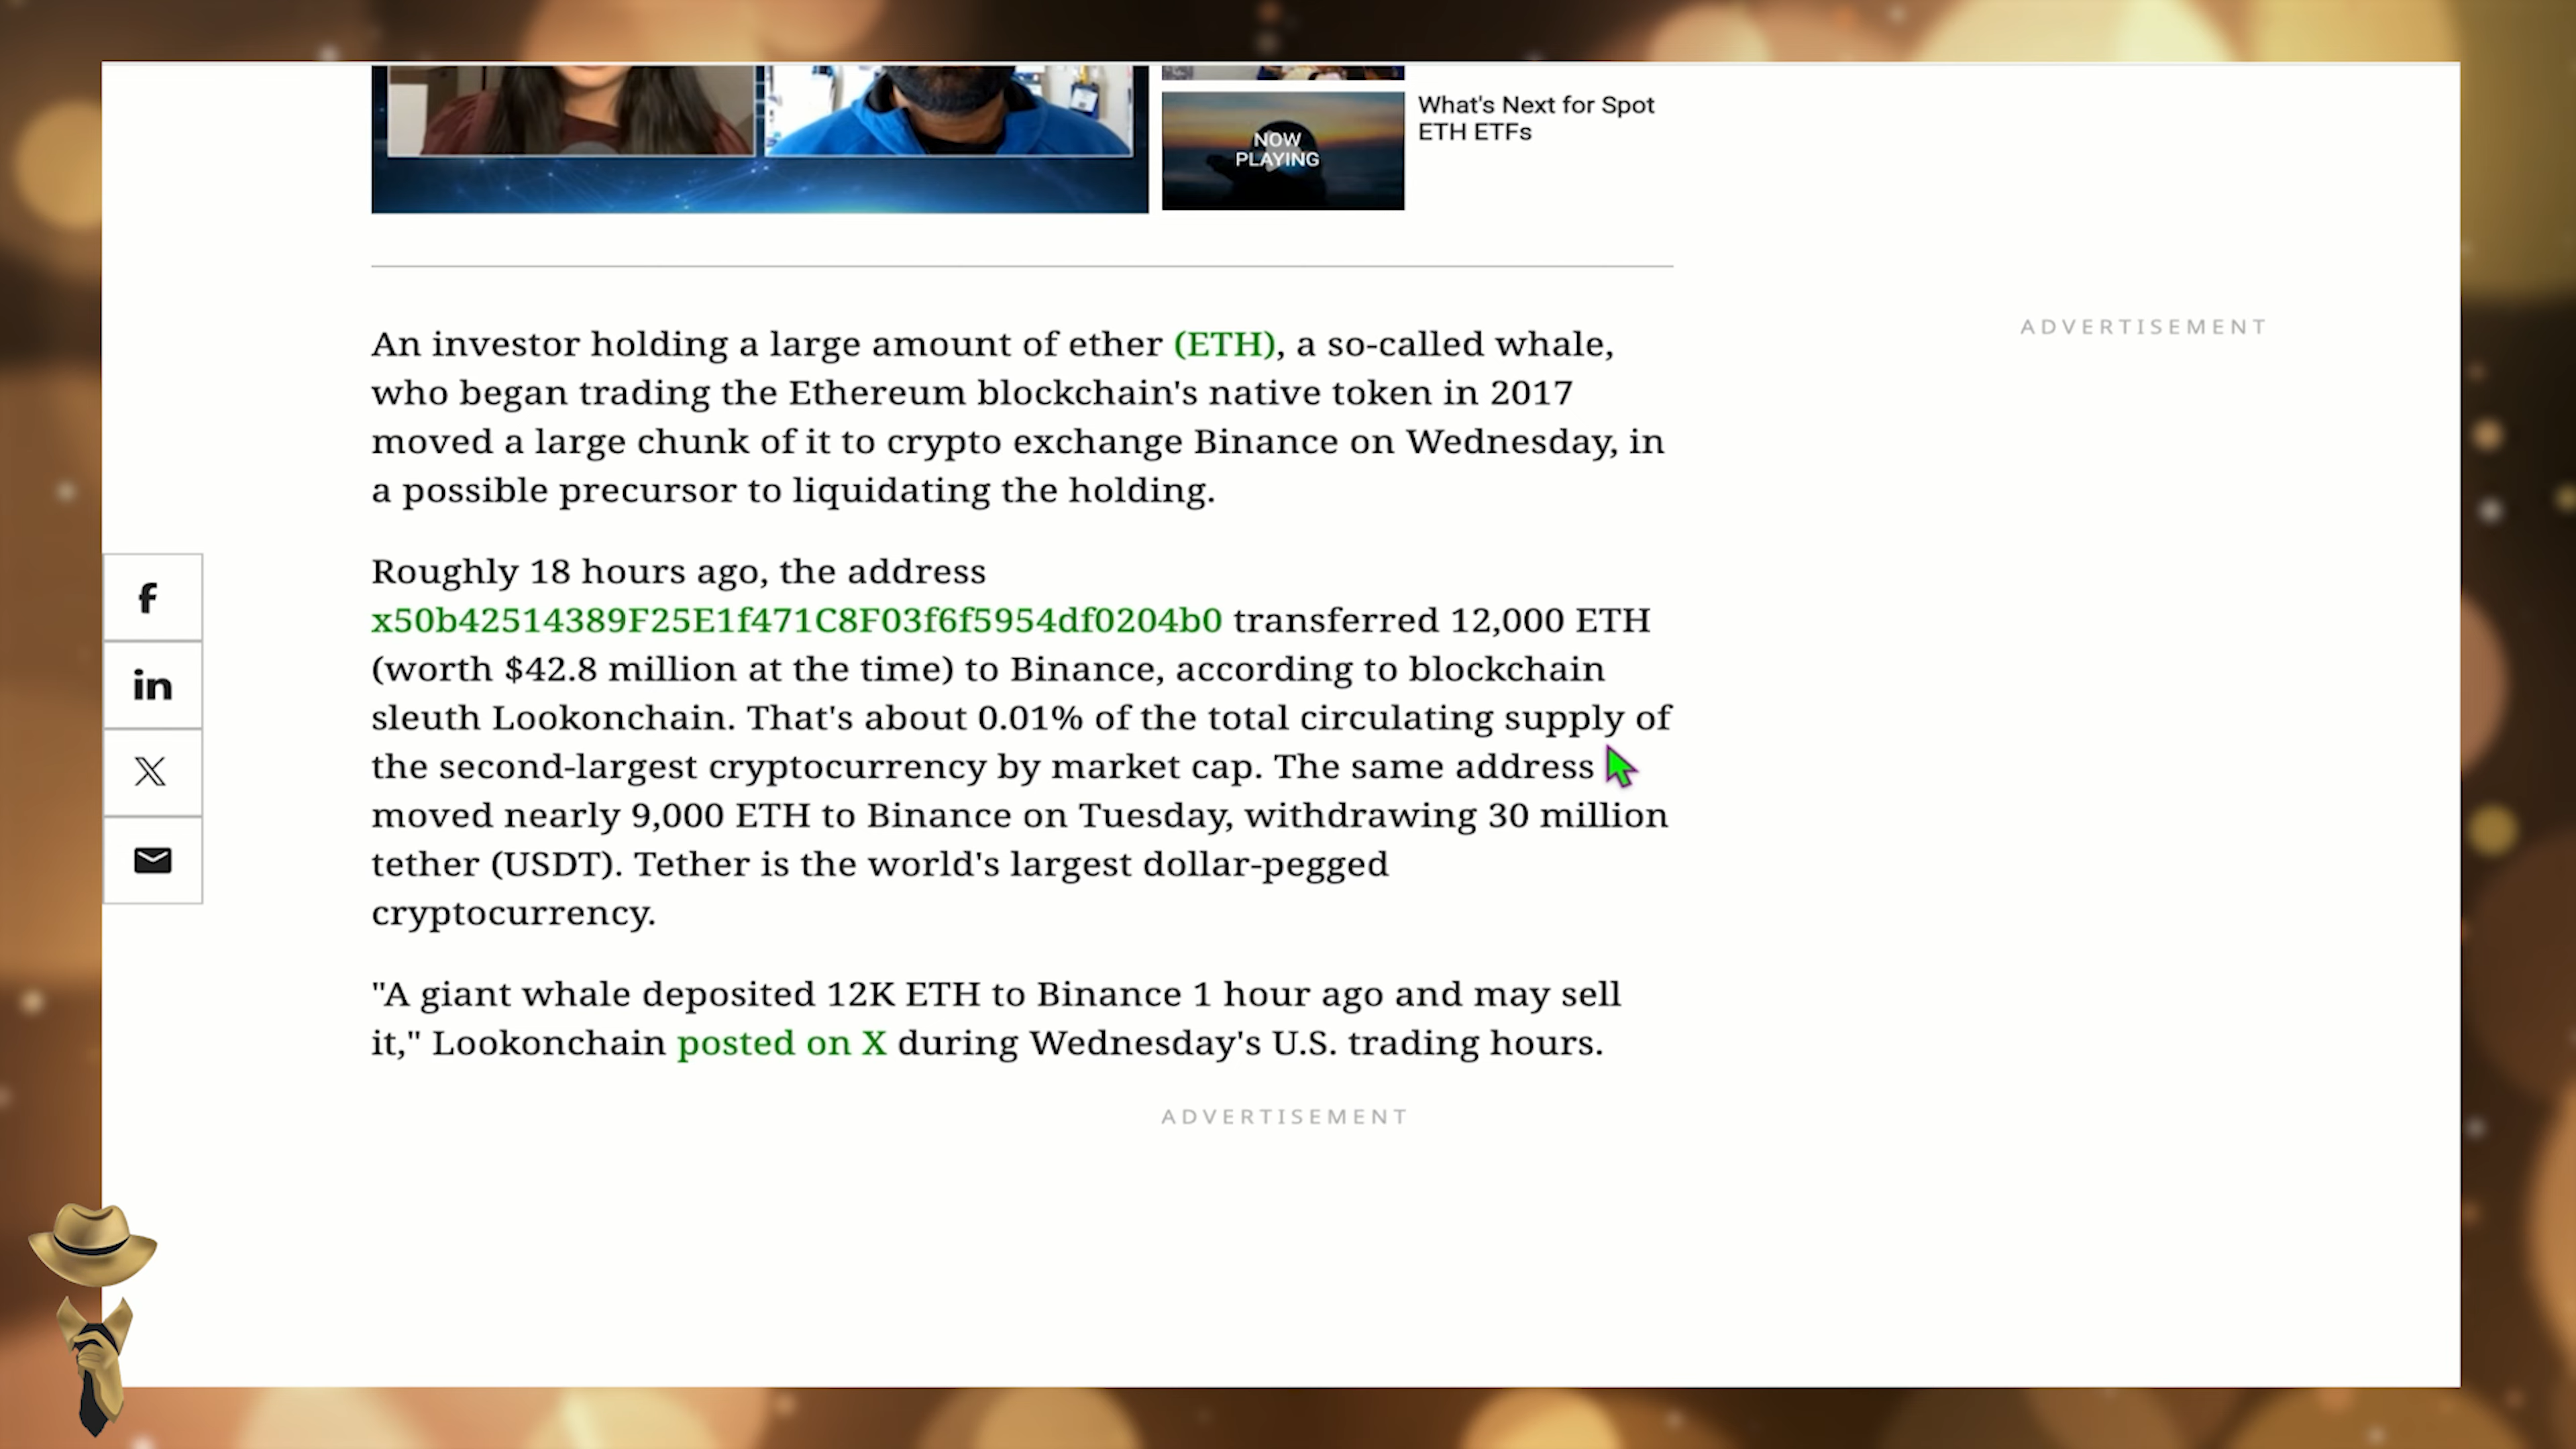 What's Next for Spot
ETH ETFs
NOW
PLAYING
An investor holding a large amount of ether (ETH), a so-called whale,
who began trading the Ethereum blockchain's native token in 2017
moved a large chunk of it to crypto exchange Binance on Wednesday, in
a possible precursor to liquidating the holding.
ADVERTISEMENT
Roughly 18 hours ago, the address
x50b42514389F25E1f471C8F03f6f5954df0204b0 transferred 12,000 ETH
(worth $42.8 million at the time) to Binance, according to blockchain
sleuth Lookonchain. That's about 0.01% of the total circulating supply of
the second-largest cryptocurrency by market cap. The same address
moved nearly 9,000 ETH to Binance on Tuesday, withdrawing 30 million
tether (USDT). Tether is the world's largest dollar-pegged
cryptocurrency.
"A giant whale deposited 12K ETH to Binance 1 hour ago and may sell
it," Lookonchain posted on X during Wednesday's U.S. trading hours.
ADVERTISEMENT
f
in
X